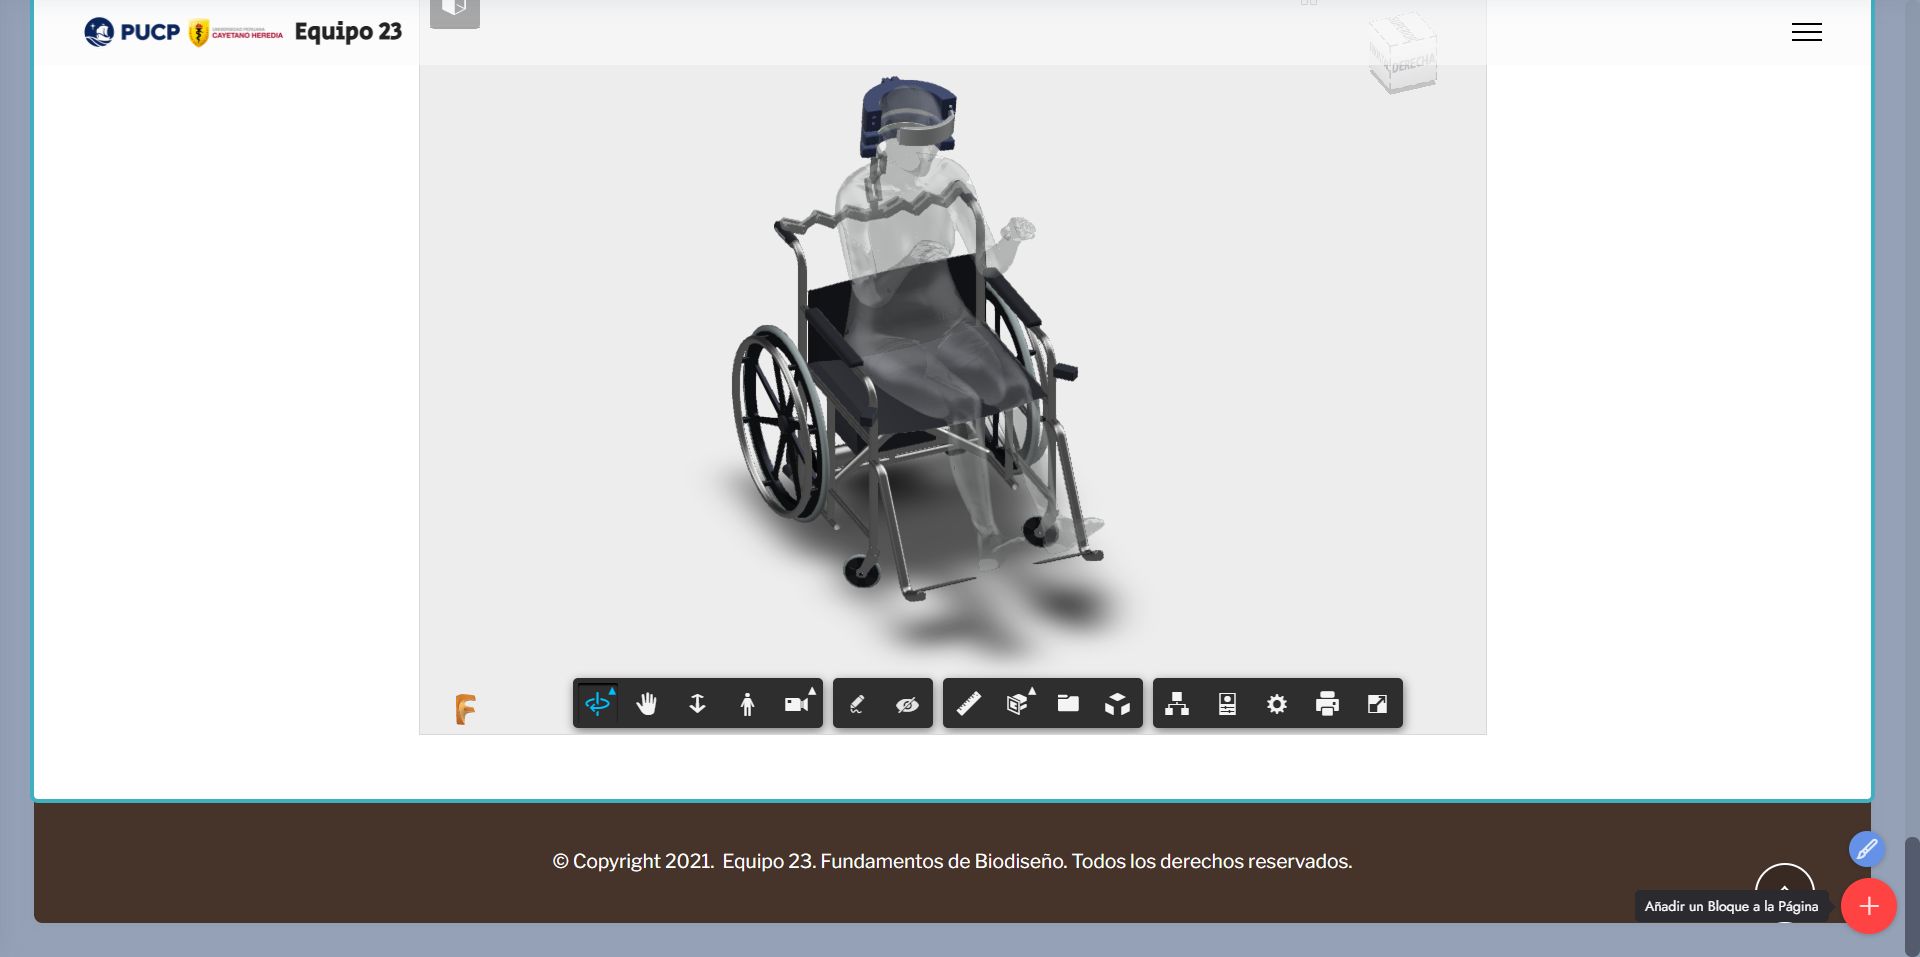 PUCP
UNIVERSIDAD PERUANA
CAYETANO HEREDIA
Equipo 23
DERECHA
© Copyright 2021. Equipo 23. Fundamentos de Biodiseño. Todos los derechos reservados.
Añadir un Bloque a la Página